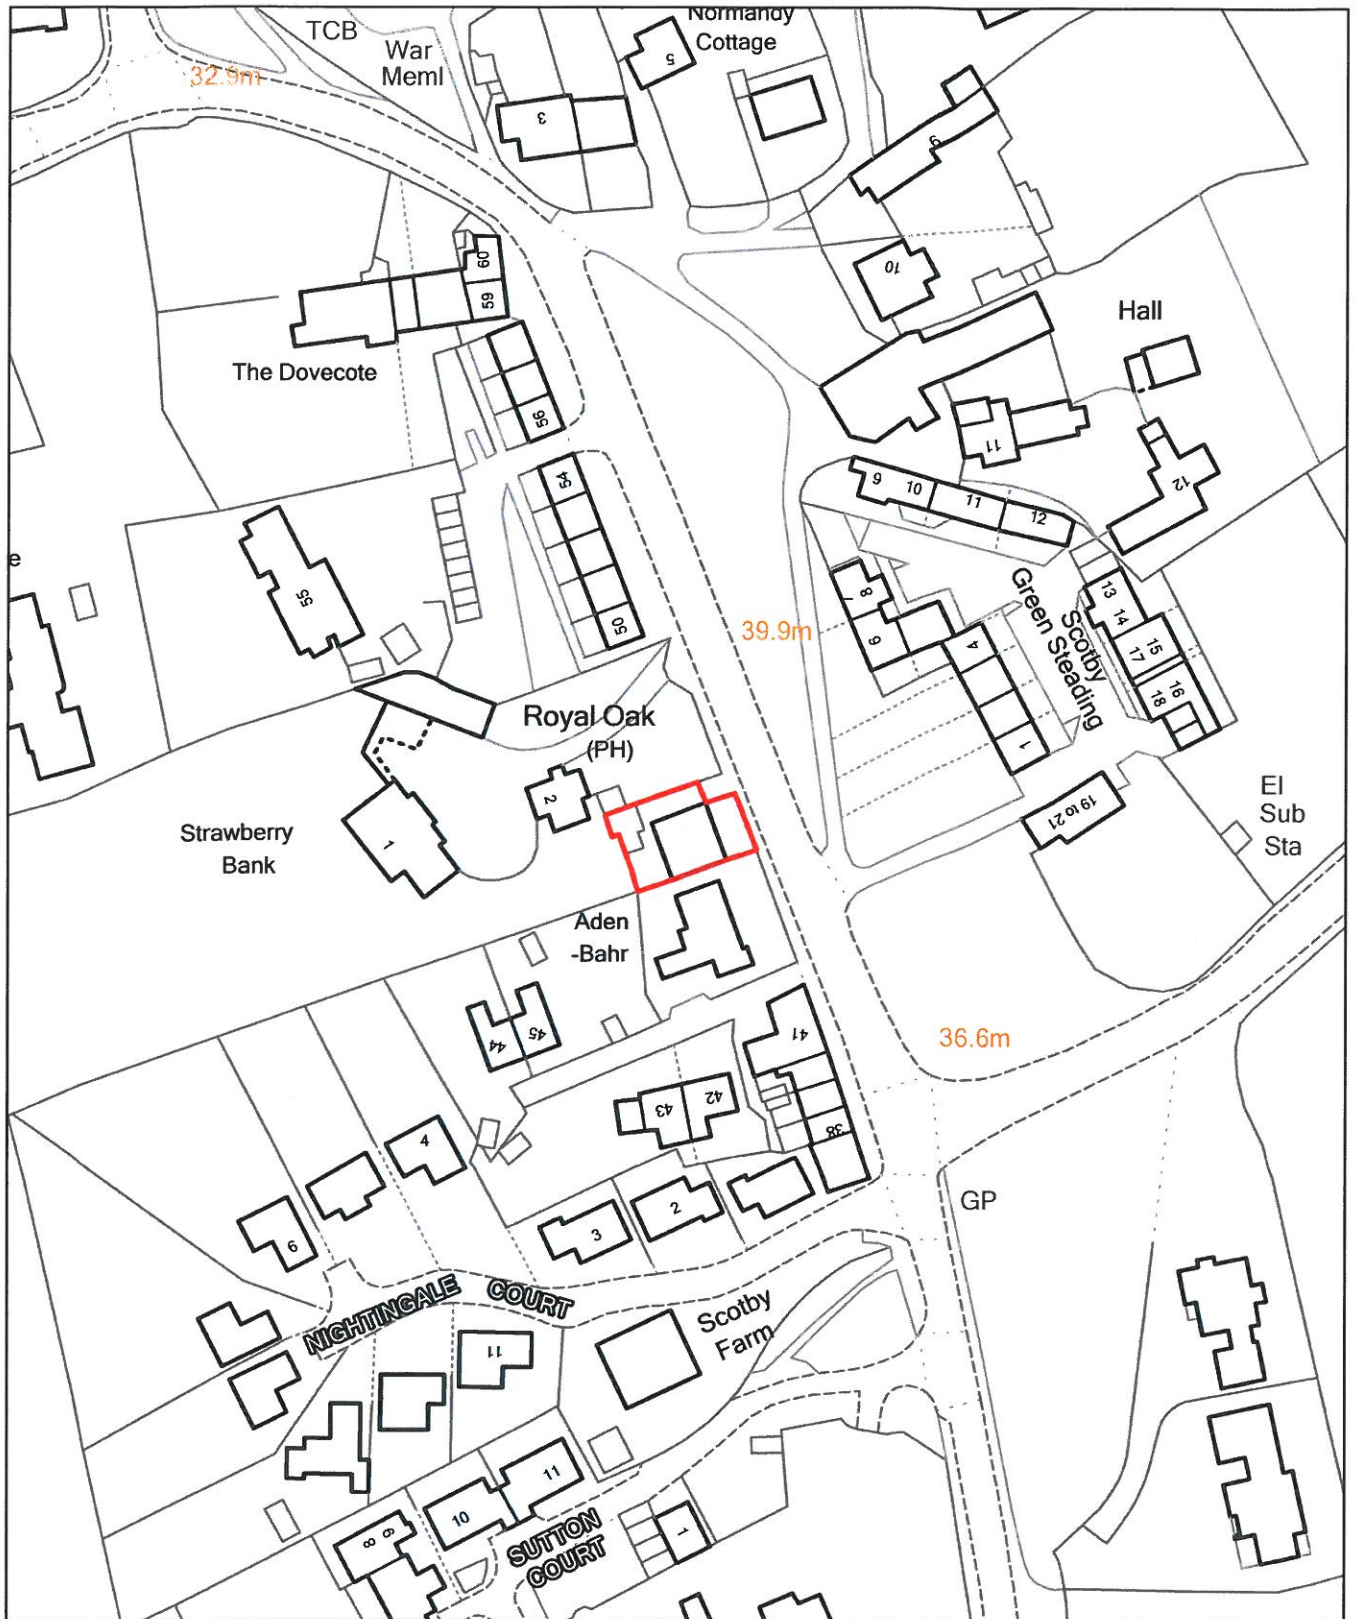 TCB
War
Meml
32.9m
Normandy
Cottage
5
3
9
10
Hall
60
59
The Dovecote
56
11
12
54
9
10
11
12
55
50
e
39.9m
8
6
4
1
Scotby
Green Steading
13
14
15
17
16
18
Royal Oak
(PH)
2
1
Strawberry
Bank
19 to 21
El
Sub
Sta
Aden
-Bahr
44
45
41
36.6m
43
42
38
4
6
3
2
GP
NIGHTINGALE COURT
Scotby
Farm
11
10
11
8
9
SUTTON
COURT
1